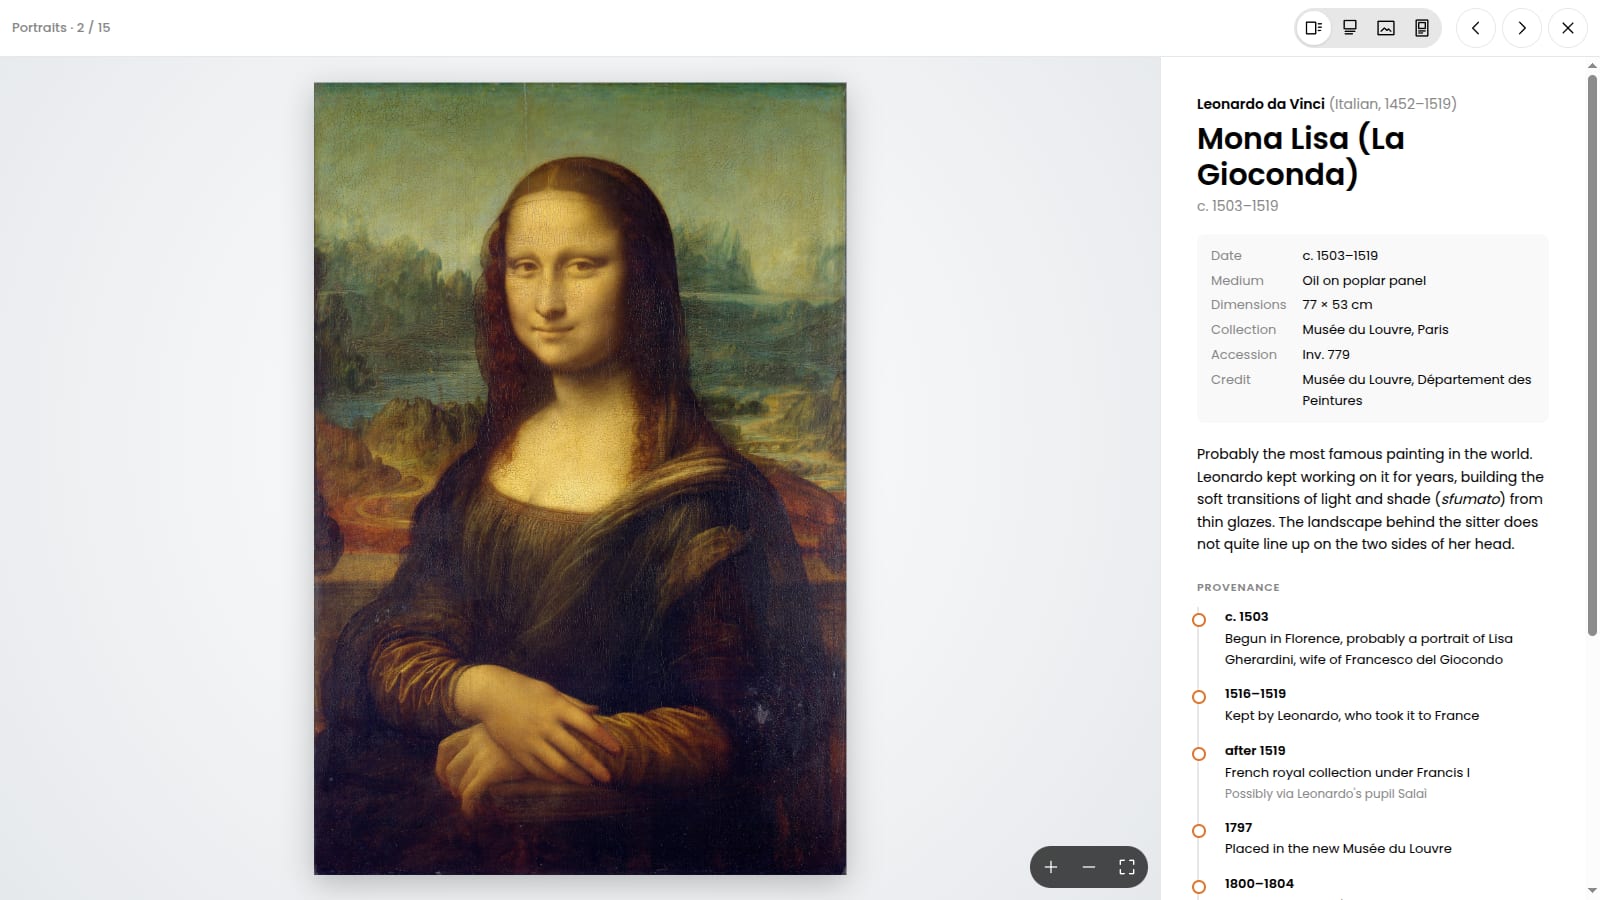 Portraits · 2 / 15
Leonardo da Vinci (Italian, 1452–1519)
Mona Lisa (La
Gioconda)
c. 1503–1519
Date c. 1503–1519
Medium Oil on poplar panel
Dimensions 77 × 53 cm
Collection Musée du Louvre, Paris
Accession Inv. 779
Credit Musée du Louvre, Département des
Peintures
Probably the most famous painting in the world.
Leonardo kept working on it for years, building the
soft transitions of light and shade (sfumato) from
thin glazes. The landscape behind the sitter does
not quite line up on the two sides of her head.
PROVENANCE
c. 1503
Begun in Florence, probably a portrait of Lisa
Gherardini, wife of Francesco del Giocondo
1516–1519
Kept by Leonardo, who took it to France
after 1519
French royal collection under Francis I
Possibly via Leonardo's pupil Salaì
1797
Placed in the new Musée du Louvre
1800–1804